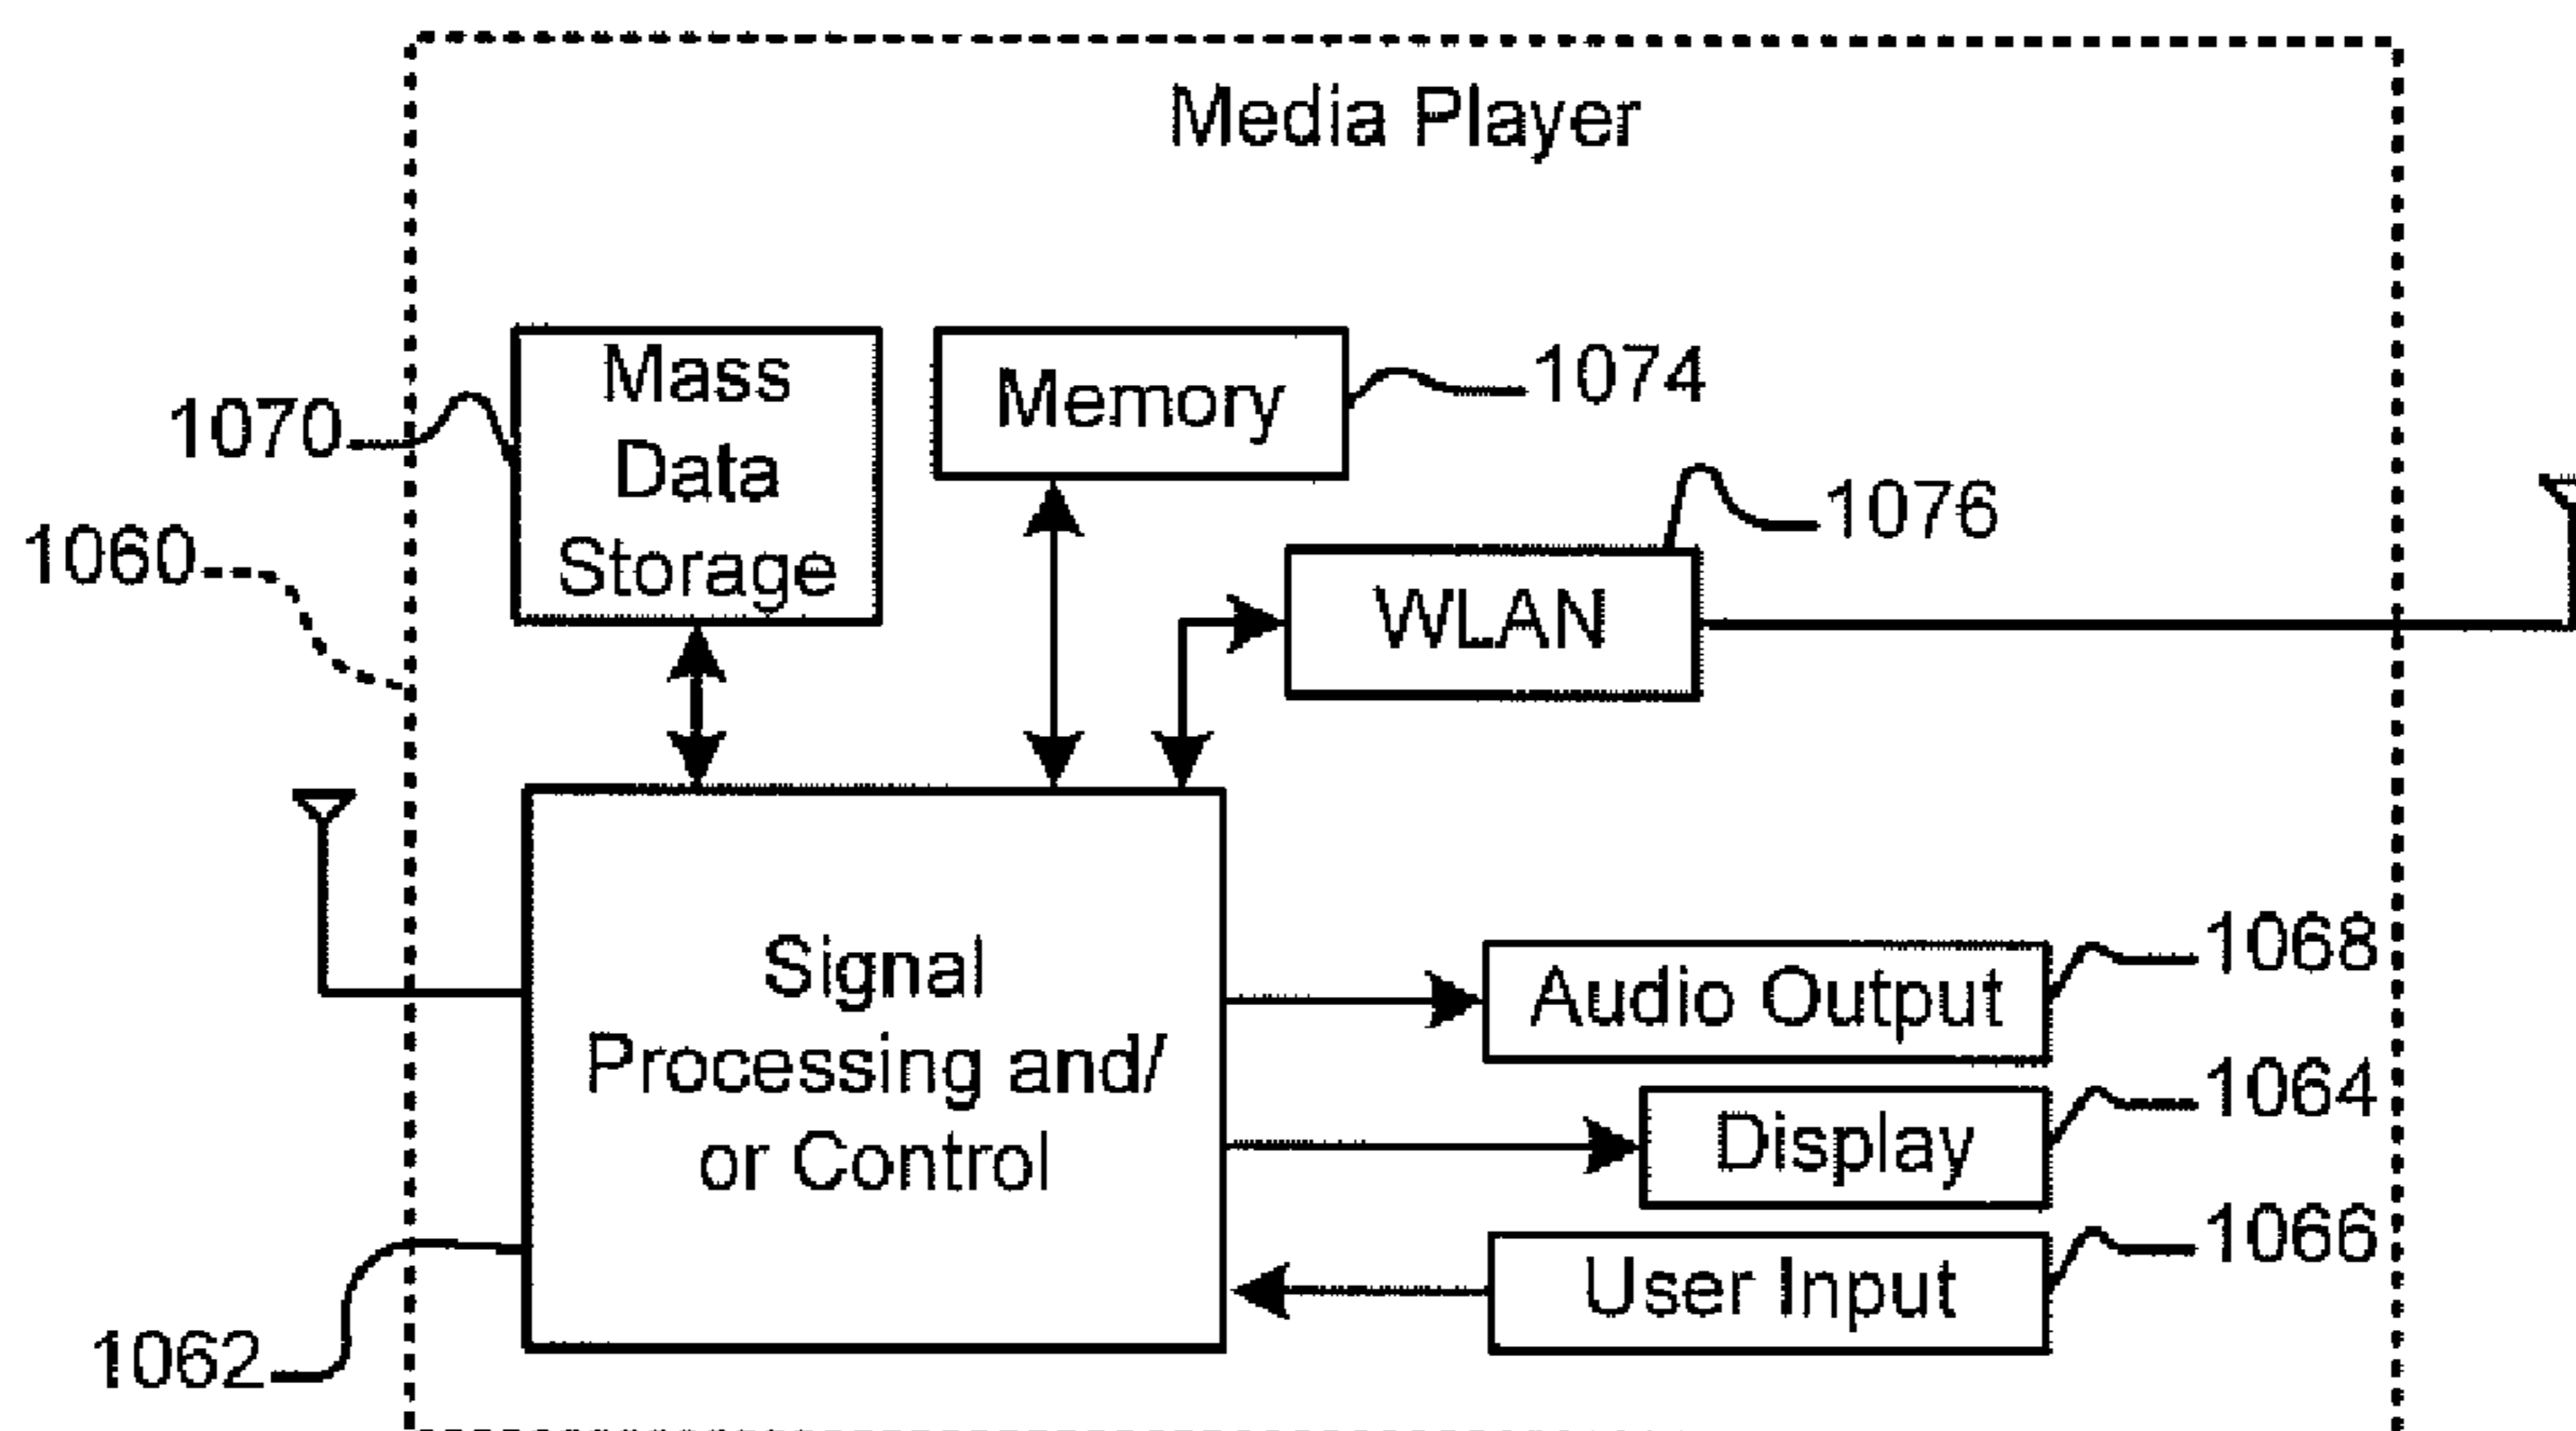 Media Player
Mass
Data
Storage
Memory
1074
1070
1076
1060
WLAN
Signal
Processing and/
or Control
1068
Audio Output
1064
Display
1066
User Input
1062